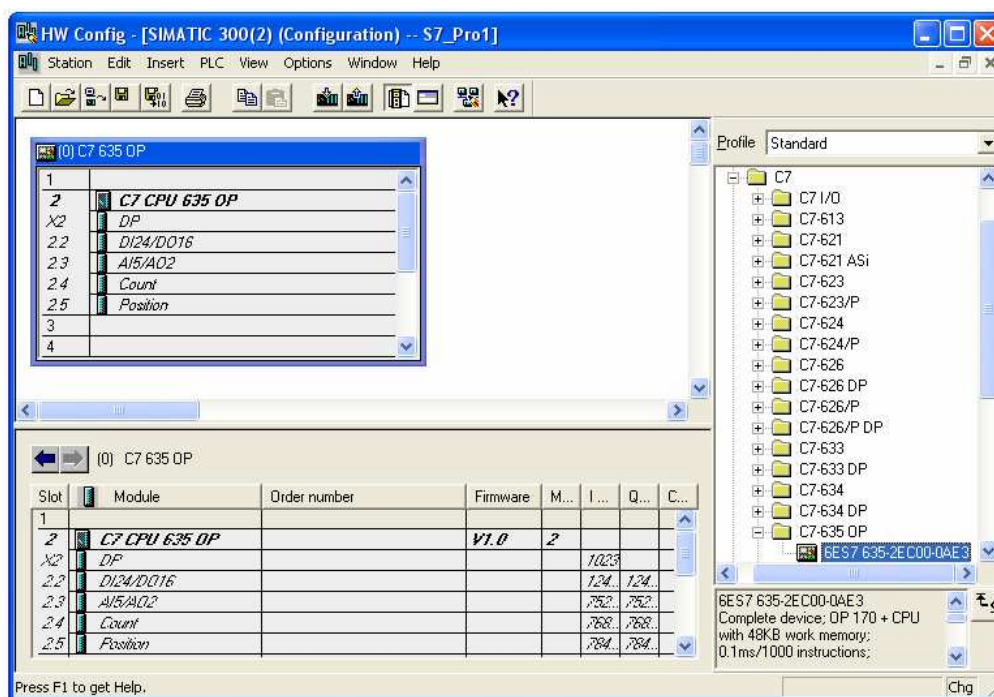 HW Config - [SIMATIC 300(2) (Configuration) -- S7_Pro1]
Station Edit Insert PLC View Options Window Help
(0) C7 635 OP
1
2 C7 CPU 635 OP
X2 DP
2.2 DI24/DO16
2.3 AI5/AO2
2.4 Count
2.5 Position
3
4
Profile Standard
C7
C7 I/O
C7-613
C7-621
C7-621 ASi
C7-623
C7-623/P
C7-624
C7-624/P
C7-626
C7-626 DP
C7-626/P
C7-626/P DP
C7-633
C7-633 DP
C7-634
C7-634 DP
C7-635 OP
6ES7 635-2EC00-0AE3
(0) C7 635 OP
Slot Module Order number Firmware M... I ... Q... C...
1
2 C7 CPU 635 OP V1.0 2
X2 DP 1023
2.2 DI24/DO16 124... 124...
2.3 AI5/AO2 752... 752...
2.4 Count 768... 768...
2.5 Position 784... 784...
6ES7 635-2EC00-0AE3
Complete device; OP 170 + CPU
with 48KB work memory;
0.1ms/1000 instructions;
Press F1 to get Help.
Chg